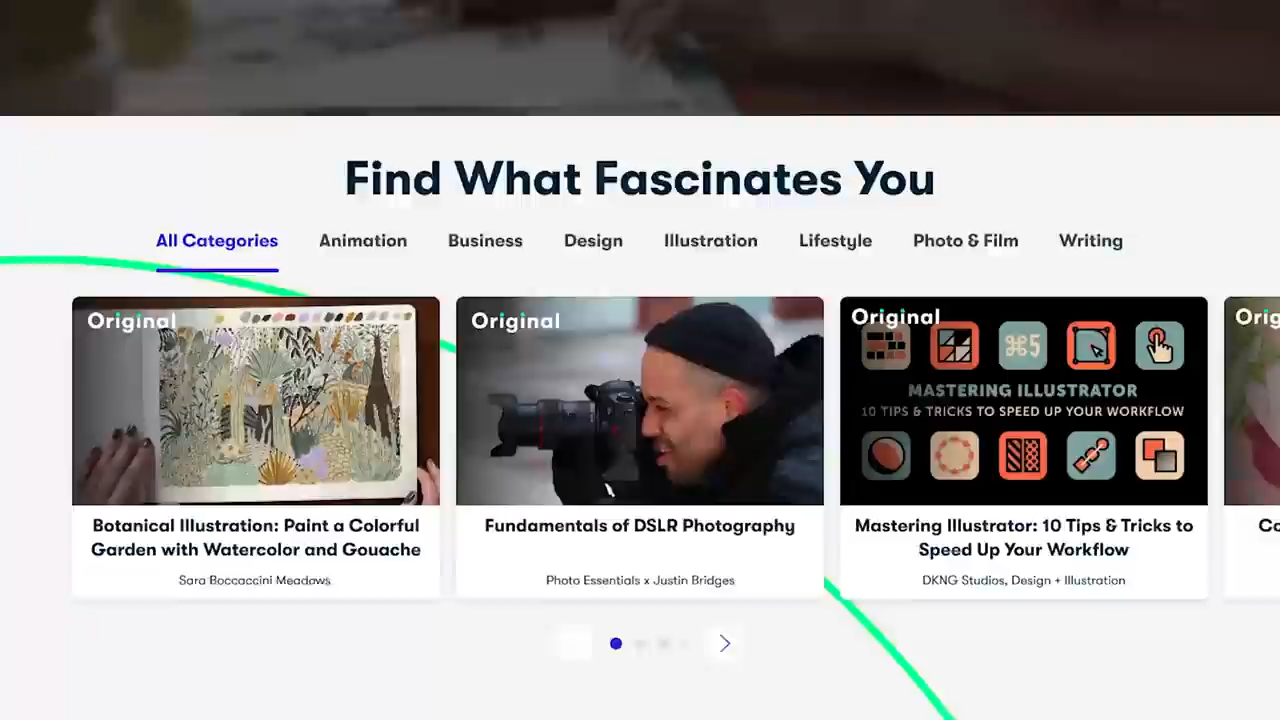 Find What Fascinates You
All Categories Animation Business Design Illustration Lifestyle Photo & Film Writing
Original Original Original Orig
⌘5
MASTERING ILLUSTRATOR
10 TIPS & TRICKS TO SPEED UP YOUR WORKFLOW
Botanical Illustration: Paint a Colorful
Garden with Watercolor and Gouache
Sara Boccaccini Meadows
Fundamentals of DSLR Photography
Photo Essentials x Justin Bridges
Mastering Illustrator: 10 Tips & Tricks to
Speed Up Your Workflow
DKNG Studios, Design + Illustration
Co